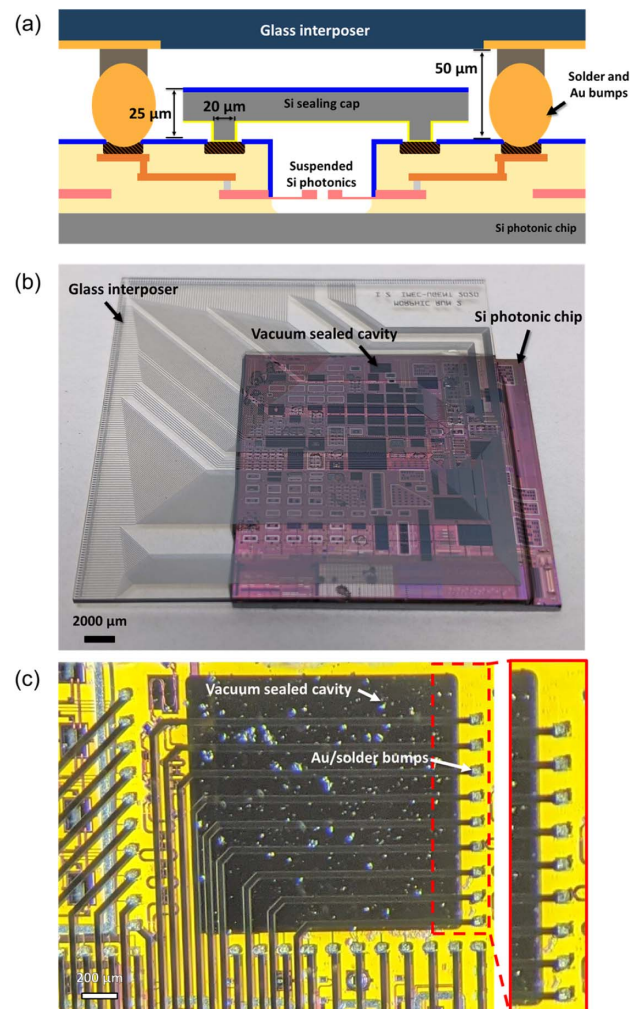 (a)
Glass interposer
50 µm
Solder and
Au bumps
20 µm
25 µm
Si sealing cap
Suspended
Si photonics
Si photonic chip
(b)
Glass interposer
Vacuum sealed cavity
Si photonic chip
2000 µm
(c)
Vacuum sealed cavity
Au/solder bumps
200 µm